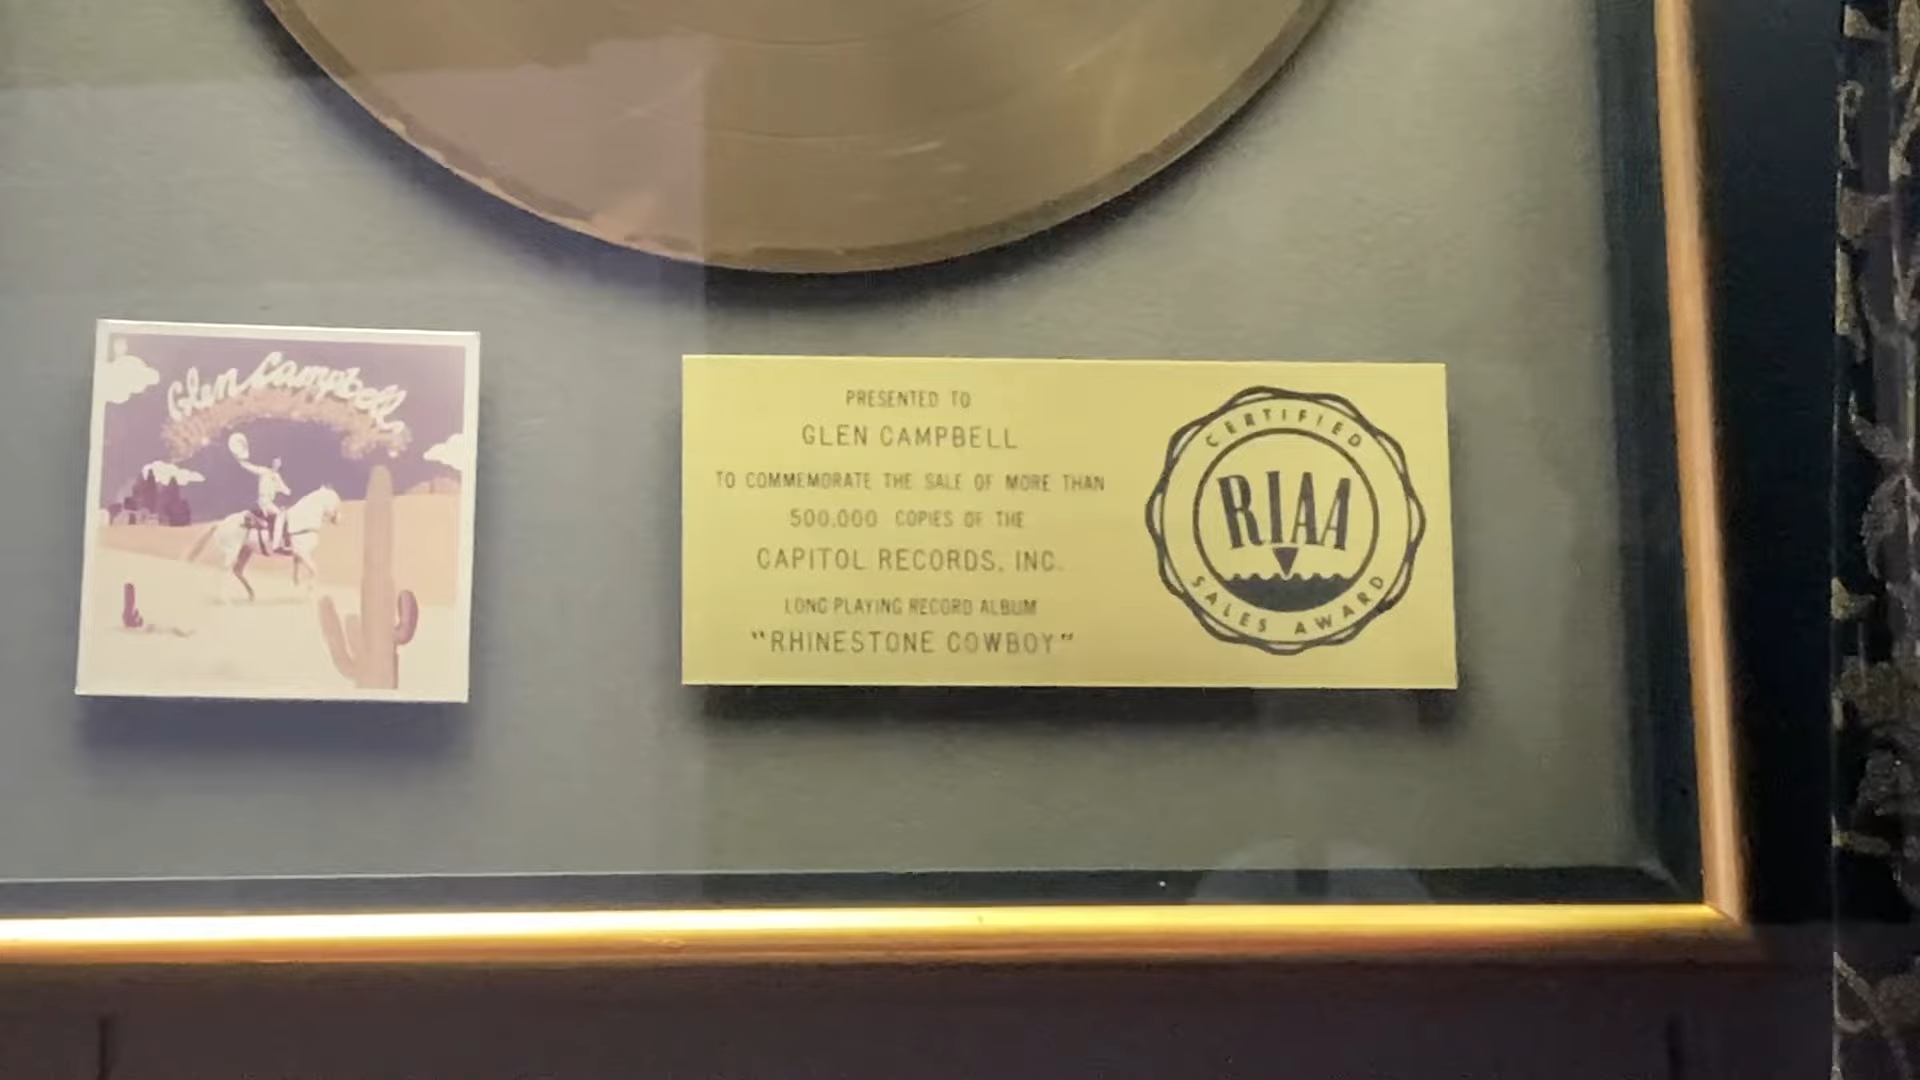 Glen Campbell
PRESENTED TO
GLEN CAMPBELL
TO COMMEMORATE THE SALE OF MORE THAN
500,000 COPIES OF THE
CAPITOL RECORDS, INC.
LONG PLAYING RECORD ALBUM
"RHINESTONE COWBOY"
CERTIFIED
RIAA
SALES AWARD